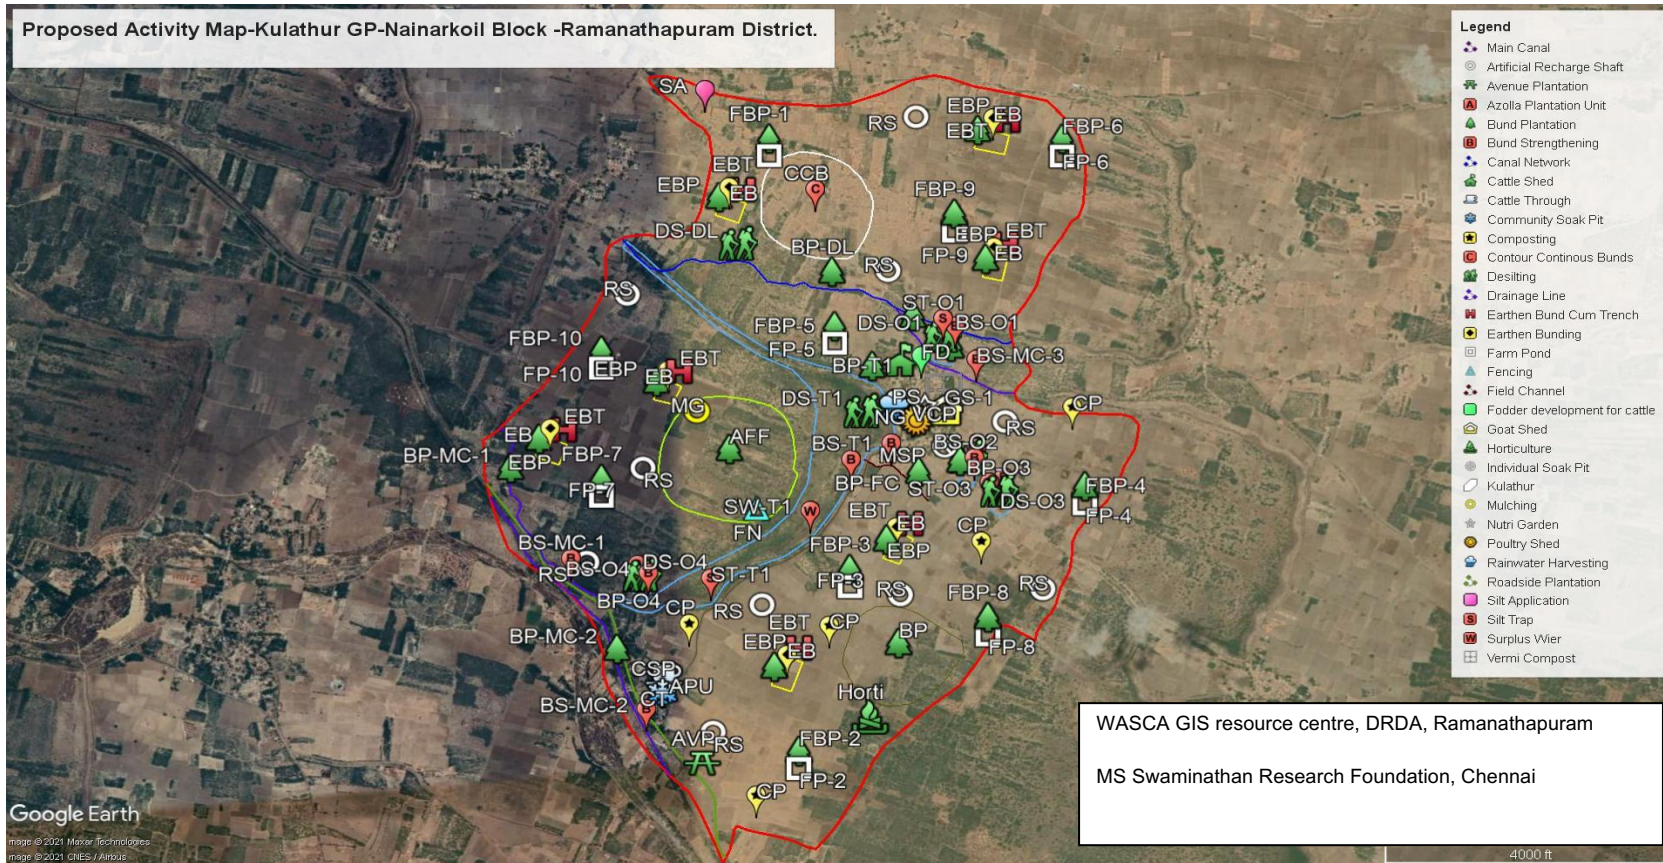 Proposed Activity Map-Kulathur GP-Nainarkoil Block -Ramanathapuram District.
Legend
Main Canal
Artificial Recharge Shaft
Avenue Plantation
Azolla Plantation Unit
Bund Plantation
Bund Strengthening
Canal Network
Cattle Shed
Cattle Through
Community Soak Pit
Composting
Contour Continous Bunds
Desilting
Drainage Line
Earthen Bund Cum Trench
Earthen Bunding
Farm Pond
Fencing
Field Channel
Fodder development for cattle
Goat Shed
Horticulture
Individual Soak Pit
Kulathur
Mulching
Nutri Garden
Poultry Shed
Rainwater Harvesting
Roadside Plantation
Silt Application
Silt Trap
Surplus Wier
Vermi Compost
SA
FBP-1
RS
EBP
EB
EBT
FBP-6
FP-6
EBT
EBP
EB
CCB
C
FBP-9
EBP
EBT
FP-9
EB
DS-DL
BP-DL
RS
RS
ST-O1
S
FBP-5
DS-O1
BS-O1
FBP-10
FP-5
FD
BS-MC-3
BP-T1
EBT
FP-10
EBP
EB
MG
DS-T1
PS
GS-1
CP
NG
VCP
RS
EBT
EB
AFF
BS-T1
B
BS-O2
BP-MC-1
FBP-7
EBP
MSP
BP-O3
RS
B
BP-FC
ST-O3
FBP-4
FP-7
DS-O3
FP-4
SW-T1
W
EBT
EB
CP
FN
BS-MC-1
FBP-3
EBP
B
RS
BS-O4
DS-O4
ST-T1
FP-3
RS
RS
BP-O4
CP
RS
FBP-8
EBT
CP
BP-MC-2
EBP
EB
BP
FP-8
CSP
APU
CT
Horti
BS-MC-2
B
AVP
RS
FBP-2
FP-2
CP
WASCA GIS resource centre, DRDA, Ramanathapuram
MS Swaminathan Research Foundation, Chennai
Google Earth
mage © 2021 Maxar Technologies
mage © 2021 CNES / Airbus
4000 ft